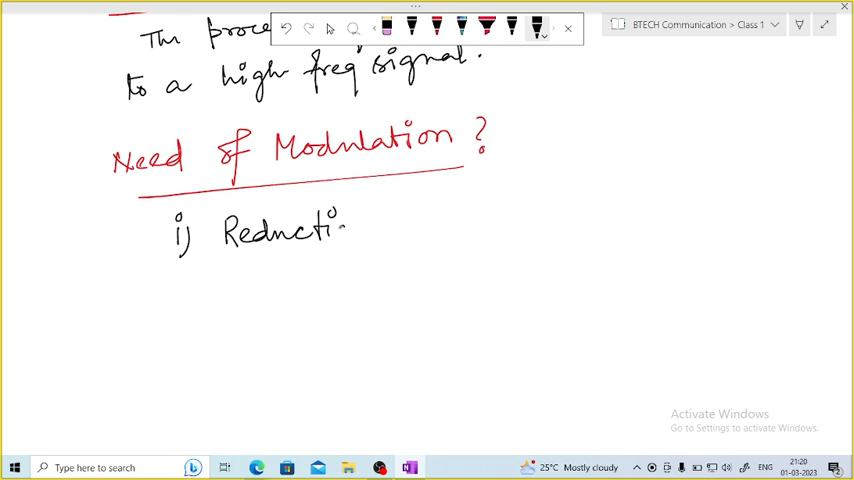 BTECH Communication > Class 1
The proce
to a high freq signal.
Need of Modulation ?
i) Reducti
Activate Windows
Go to Settings to activate Windows.
Type here to search
25°C Mostly cloudy
ENG
21:20
01-03-2023
2